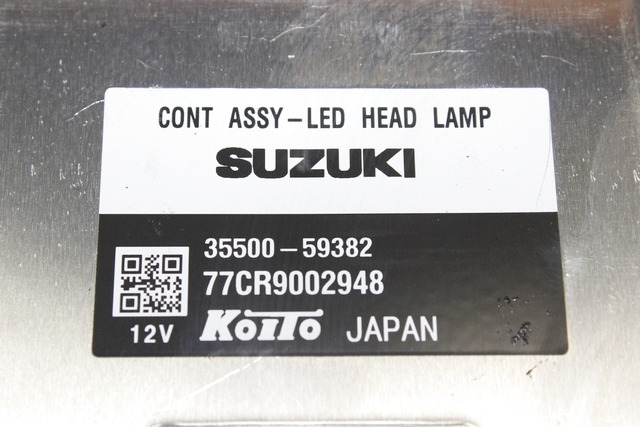 CONT ASSY-LED HEAD LAMP
SUZUKI
35500-59382
77CR9002948
12V KOITO JAPAN